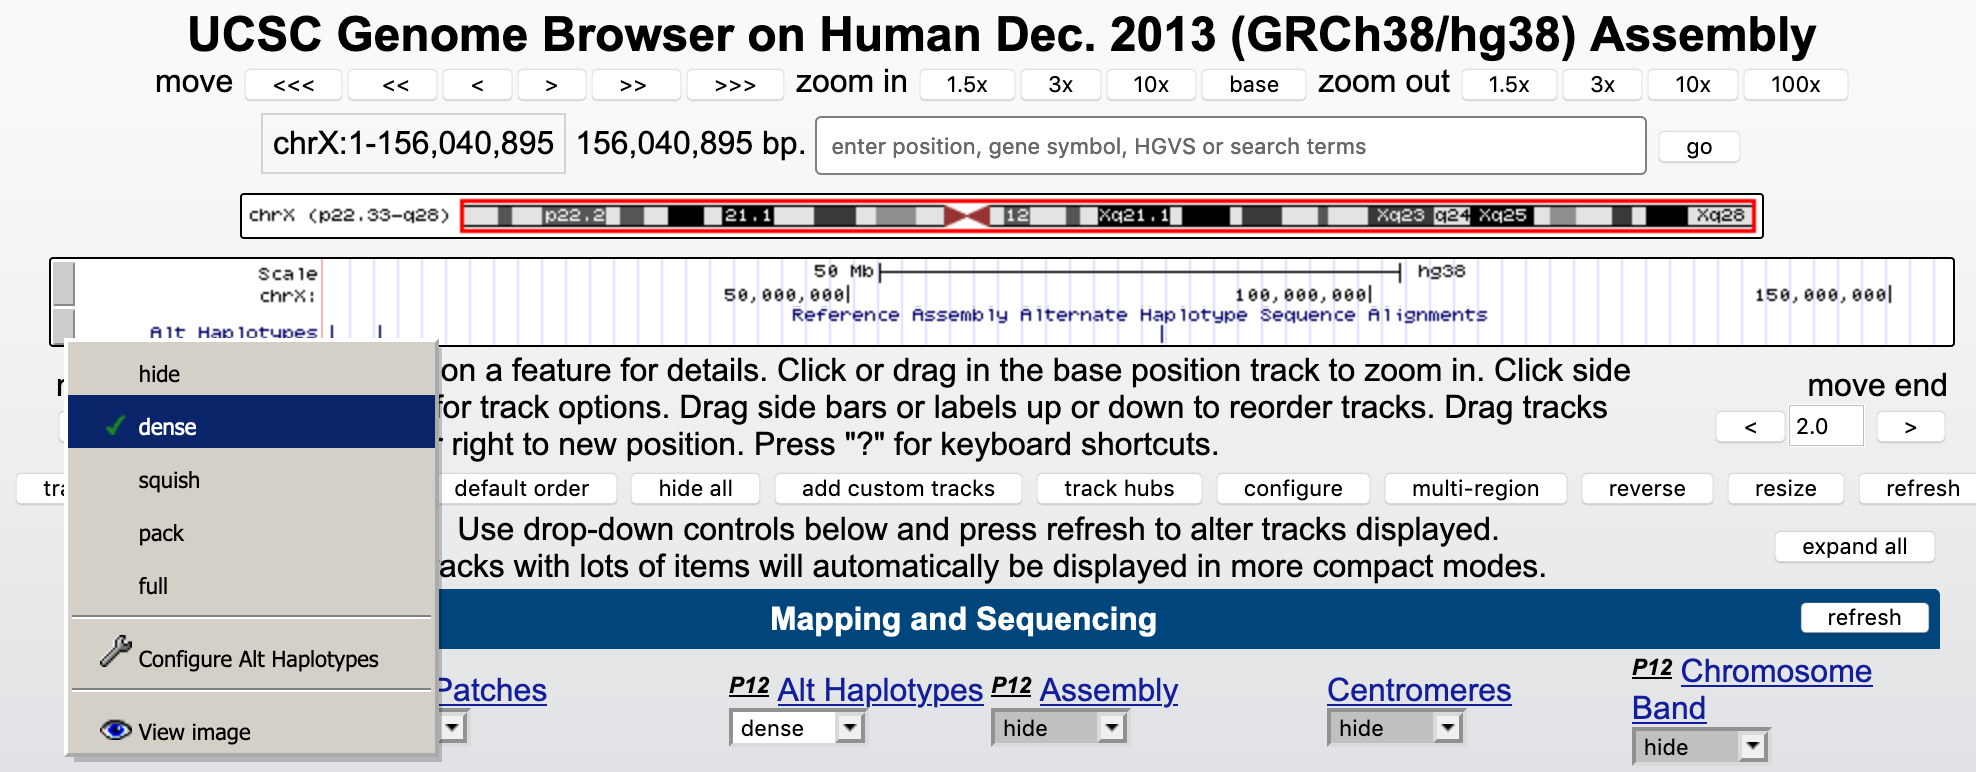 UCSC Genome Browser on Human Dec. 2013 (GRCh38/hg38) Assembly
move <<< << < > >> >>> zoom in 1.5x 3x 10x base zoom out 1.5x 3x 10x 100x
chrX:1-156,040,895 156,040,895 bp. enter position, gene symbol, HGVS or search terms go
chrX (p22.33-q28) p22.2 21.1 12 Xq21.1 Xq23 q24 Xq25 Xq28
Scale 50 Mb hg38
chrX: 50,000,000 100,000,000 150,000,000
Reference Assembly Alternate Haplotype Sequence Alignments
Alt Haplotypes
hide
dense
squish
pack
full
Configure Alt Haplotypes
View image
on a feature for details. Click or drag in the base position track to zoom in. Click side
for track options. Drag side bars or labels up or down to reorder tracks. Drag tracks
right to new position. Press "?" for keyboard shortcuts.
move end
< 2.0 >
default order hide all add custom tracks track hubs configure multi-region reverse resize refresh
Use drop-down controls below and press refresh to alter tracks displayed.
acks with lots of items will automatically be displayed in more compact modes.
expand all
Mapping and Sequencing refresh
Patches
P12 Alt Haplotypes
dense
P12 Assembly
hide
Centromeres
hide
P12 Chromosome
Band
hide